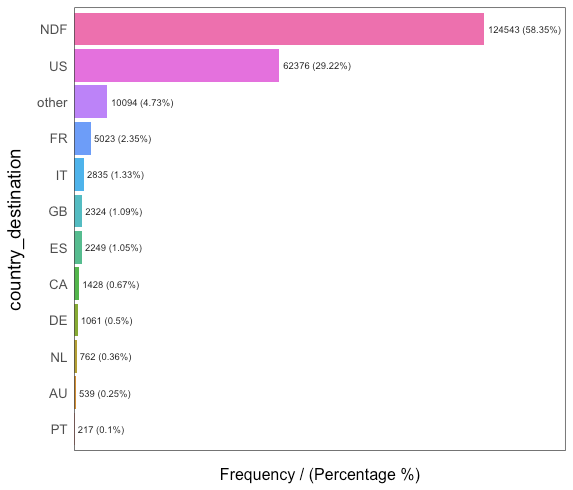 NDF 124543 (58.35%)
US 62376 (29.22%)
other 10094 (4.73%)
FR 5023 (2.35%)
IT 2835 (1.33%)
GB 2324 (1.09%)
ES 2249 (1.05%)
CA 1428 (0.67%)
DE 1061 (0.5%)
NL 762 (0.36%)
AU 539 (0.25%)
PT 217 (0.1%)
country_destination
Frequency / (Percentage %)